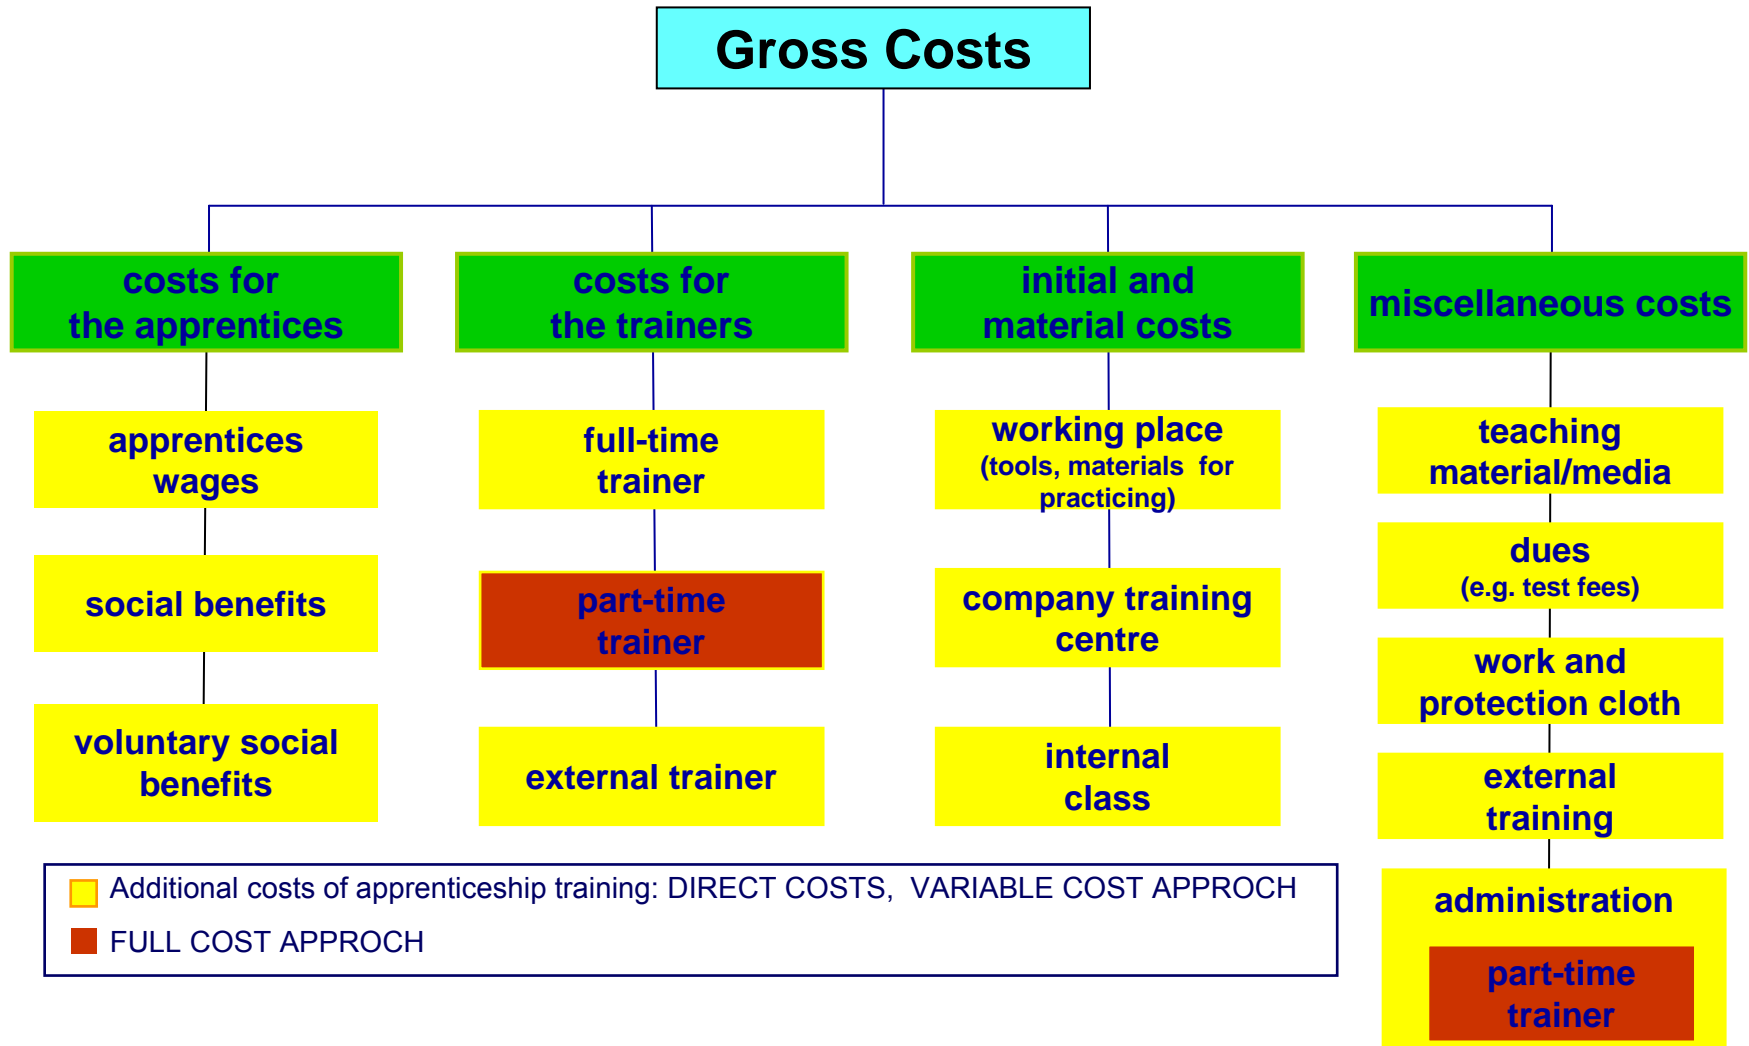 Gross Costs
costs for
the apprentices
apprentices
wages
social benefits
voluntary social
benefits
costs for
the trainers
full-time
trainer
part-time
trainer
external trainer
initial and
material costs
working place
(tools, materials for
practicing)
company training
centre
internal
class
miscellaneous costs
teaching
material/media
dues
(e.g. test fees)
work and
protection cloth
external
training
administration
part-time
trainer
Additional costs of apprenticeship training: DIRECT COSTS, VARIABLE COST APPROCH
FULL COST APPROCH